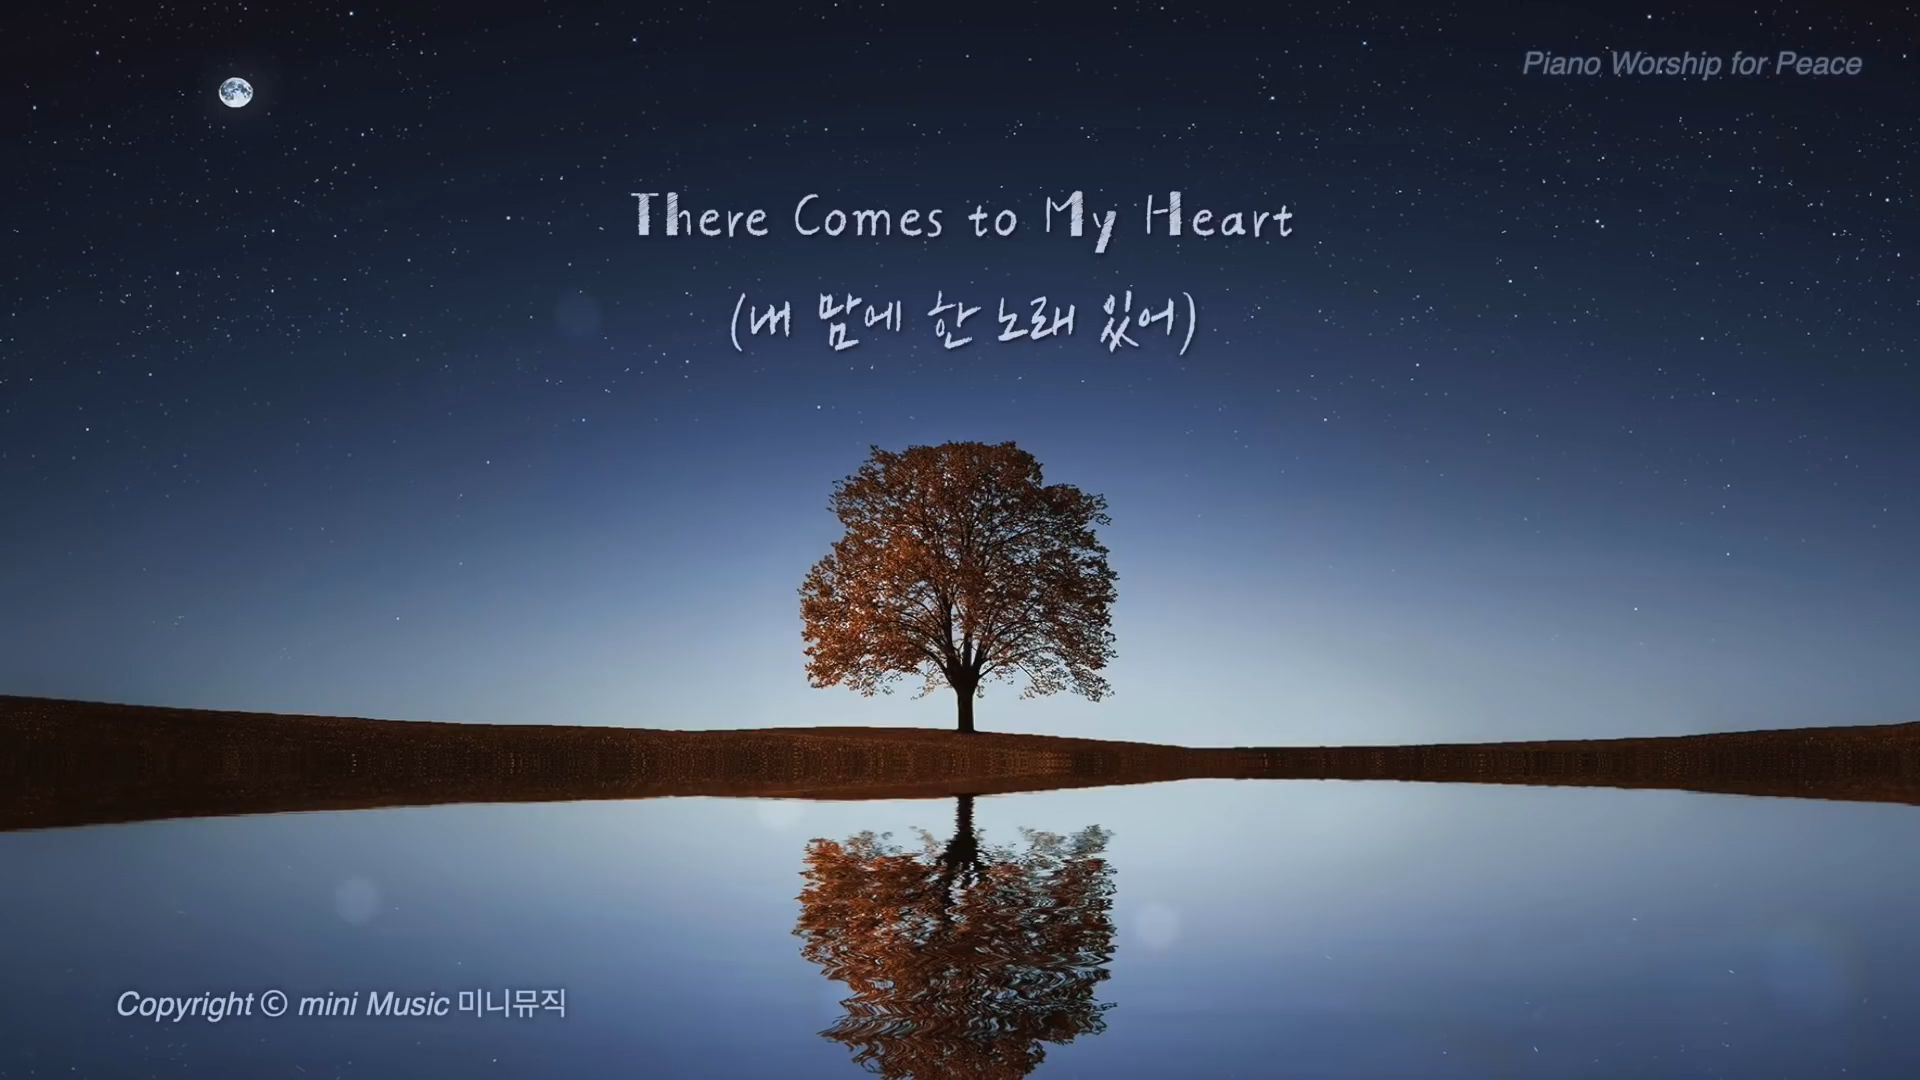 Piano Worship for Peace
There Comes to My Heart
(내 맘에 한 노래 있어)
Copyright © mini Music 미니뮤직